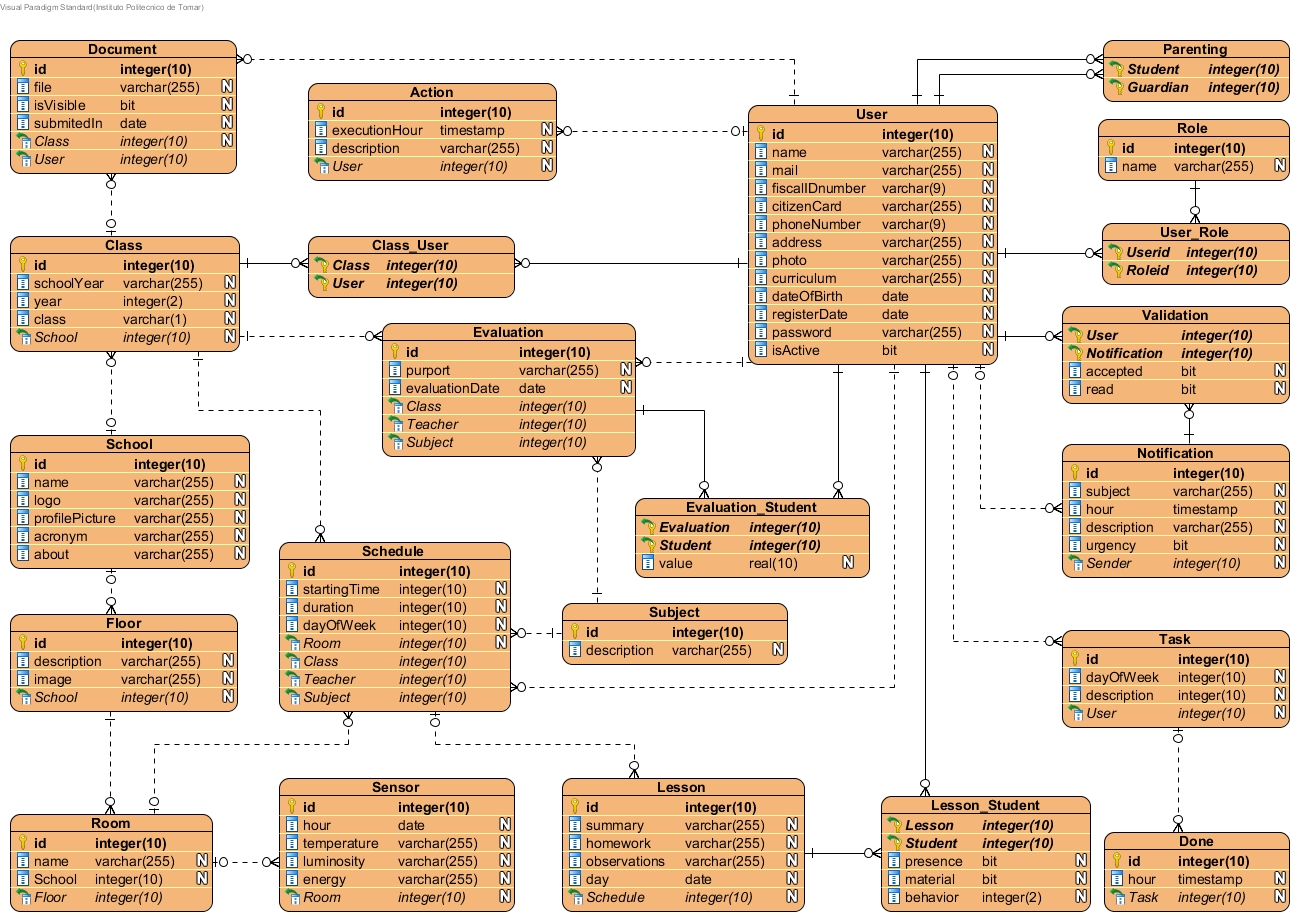 Visual Paradigm Standard(Instituto Politecnico de Tomar)
Document
id integer(10)
file varchar(255) N
isVisible bit N
submitedIn date N
Class integer(10) N
User integer(10)
Action
id integer(10)
executionHour timestamp N
description varchar(255) N
User integer(10) N
User
id integer(10)
name varchar(255) N
mail varchar(255) N
fiscalIDnumber varchar(9) N
citizenCard varchar(255) N
phoneNumber varchar(9) N
address varchar(255) N
photo varchar(255) N
curriculum varchar(255) N
dateOfBirth date N
registerDate date N
password varchar(255) N
isActive bit N
Parenting
Student integer(10)
Guardian integer(10)
Role
id integer(10)
name varchar(255) N
User_Role
Userid integer(10)
Roleid integer(10)
Class
id integer(10)
schoolYear varchar(255) N
year integer(2) N
class varchar(1) N
School integer(10) N
Class_User
Class integer(10)
User integer(10)
Evaluation
id integer(10)
purport varchar(255) N
evaluationDate date N
Class integer(10)
Teacher integer(10)
Subject integer(10)
Validation
User integer(10)
Notification integer(10)
accepted bit N
read bit N
School
id integer(10)
name varchar(255) N
logo varchar(255) N
profilePicture varchar(255) N
acronym varchar(255) N
about varchar(255) N
Notification
id integer(10)
subject varchar(255) N
hour timestamp N
description varchar(255) N
urgency bit N
Sender integer(10) N
Evaluation_Student
Evaluation integer(10)
Student integer(10)
value real(10) N
Schedule
id integer(10)
startingTime integer(10) N
duration integer(10) N
dayOfWeek integer(10) N
Room integer(10) N
Class integer(10)
Teacher integer(10)
Subject integer(10)
Subject
id integer(10)
description varchar(255) N
Floor
id integer(10)
description varchar(255) N
image varchar(255) N
School integer(10) N
Task
id integer(10)
dayOfWeek integer(10) N
description integer(10) N
User integer(10) N
Room
id integer(10)
name varchar(255) N
School integer(10) N
Floor integer(10)
Sensor
id integer(10)
hour date N
temperature varchar(255) N
luminosity varchar(255) N
energy varchar(255) N
Room integer(10) N
Lesson
id integer(10)
summary varchar(255) N
homework varchar(255) N
observations varchar(255) N
day date N
Schedule integer(10) N
Lesson_Student
Lesson integer(10)
Student integer(10)
presence bit N
material bit N
behavior integer(2) N
Done
id integer(10)
hour timestamp N
Task integer(10) N